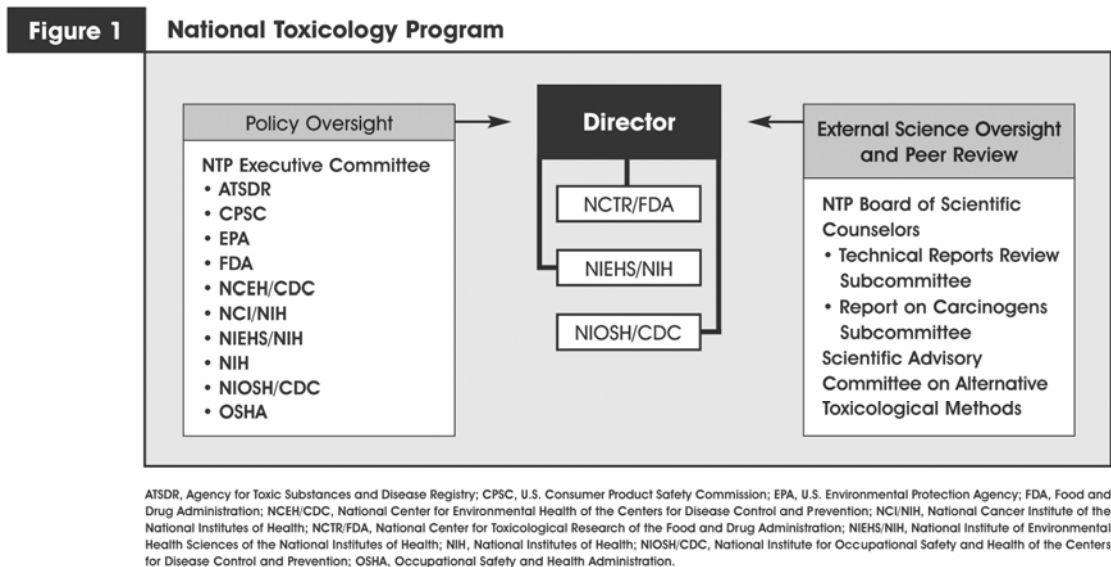 Figure 1
National Toxicology Program
Policy Oversight
NTP Executive Committee
• ATSDR
• CPSC
• EPA
• FDA
• NCEH/CDC
• NCI/NIH
• NIEHS/NIH
• NIH
• NIOSH/CDC
• OSHA
Director
NCTR/FDA
NIEHS/NIH
NIOSH/CDC
External Science Oversight
and Peer Review
NTP Board of Scientific
Counselors
• Technical Reports Review
Subcommittee
• Report on Carcinogens
Subcommittee
Scientific Advisory
Committee on Alternative
Toxicological Methods
ATSDR, Agency for Toxic Substances and Disease Registry; CPSC, U.S. Consumer Product Safety Commission; EPA, U.S. Environmental Protection Agency; FDA, Food and
Drug Administration; NCEH/CDC, National Center for Environmental Health of the Centers for Disease Control and Prevention; NCI/NIH, National Cancer Institute of the
National Institutes of Health; NCTR/FDA, National Center for Toxicological Research of the Food and Drug Administration; NIEHS/NIH, National Institute of Environmental
Health Sciences of the National Institutes of Health; NIH, National Institutes of Health; NIOSH/CDC, National Institute for Occupational Safety and Health of the Centers
for Disease Control and Prevention; OSHA, Occupational Safety and Health Administration.